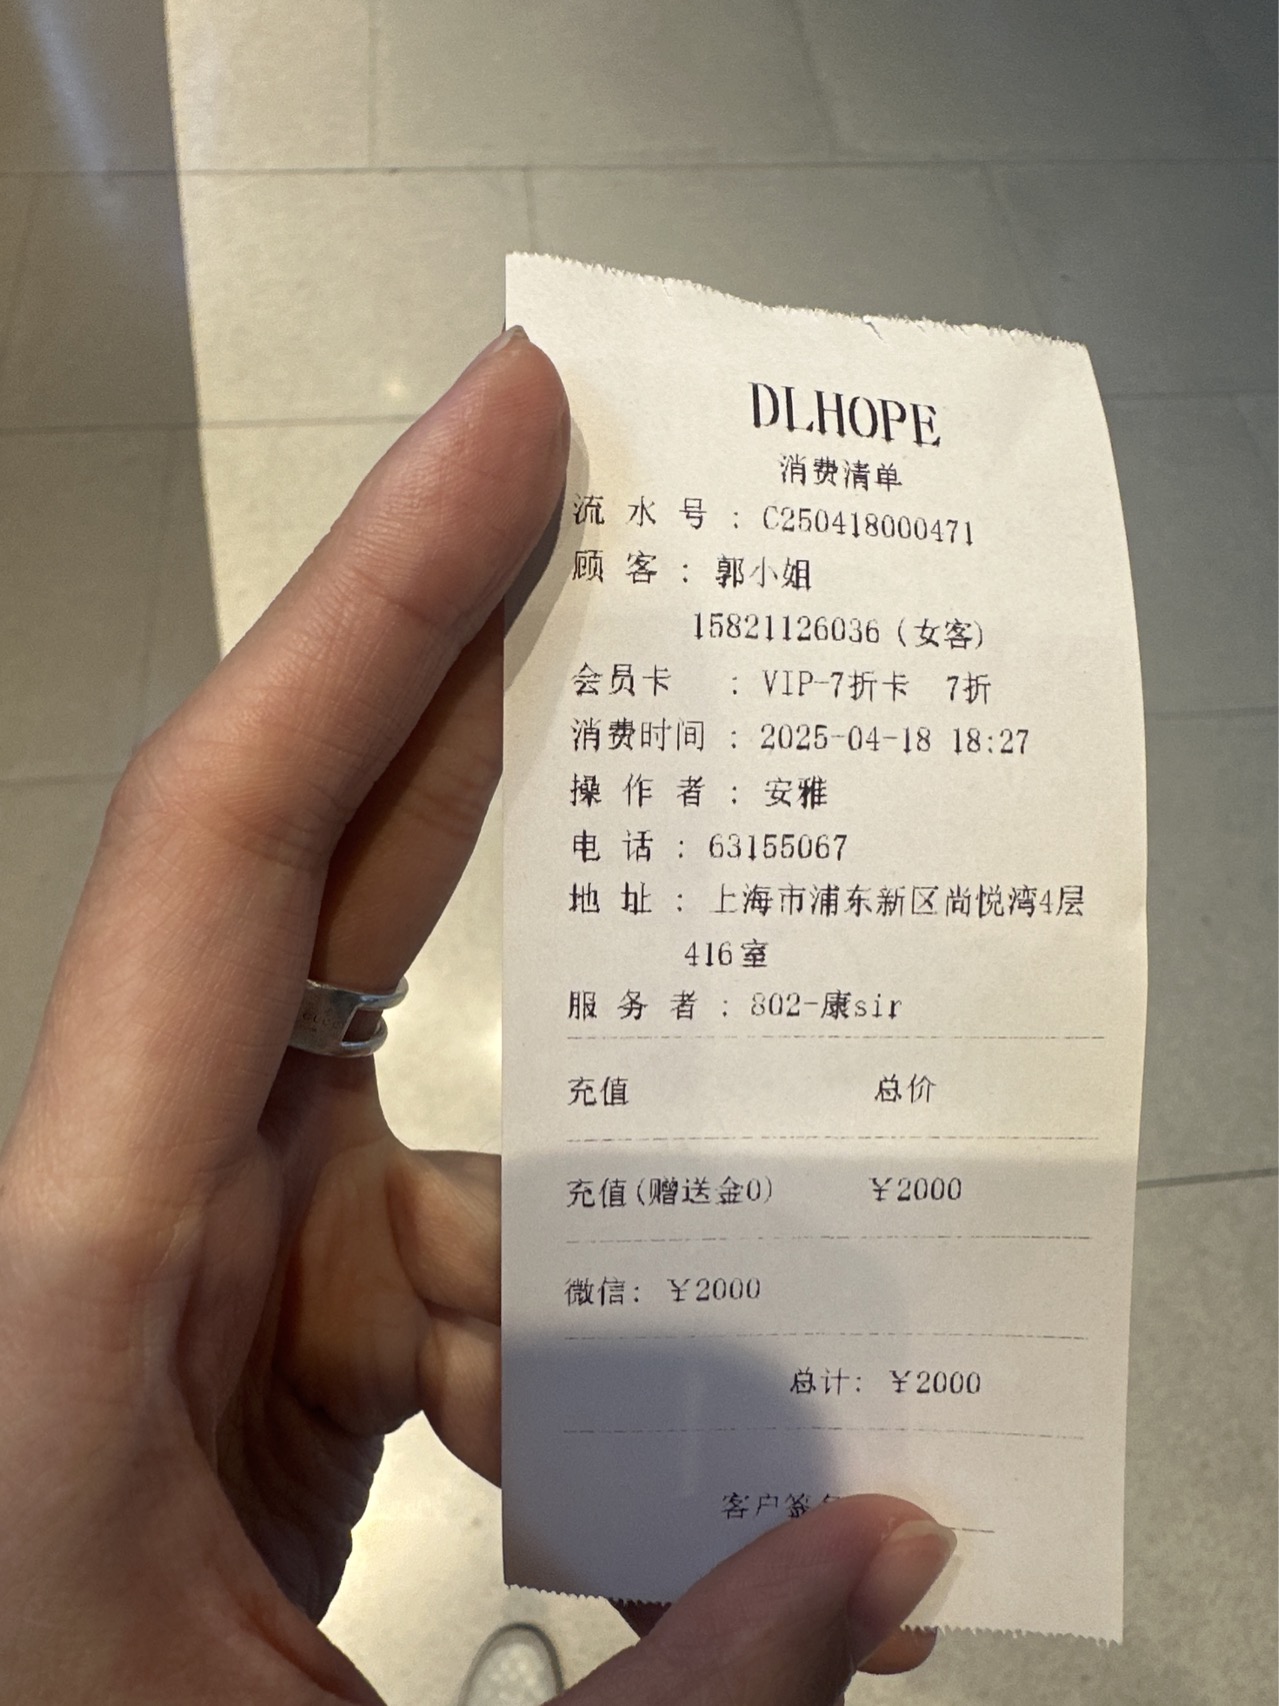 DLHOPE
消费清单
流 水 号 : C250418000471
顾 客 : 郭小姐
15821126036 (女客)
会员卡 : VIP-7折卡 7折
消费时间 : 2025-04-18 18:27
操 作 者 : 安雅
电 话 : 63155067
地 址 : 上海市浦东新区尚悦湾4层
416室
服 务 者 : 802-康sir
充值 总价
充值(赠送金0) ¥2000
微信: ¥2000
总计: ¥2000
客户签